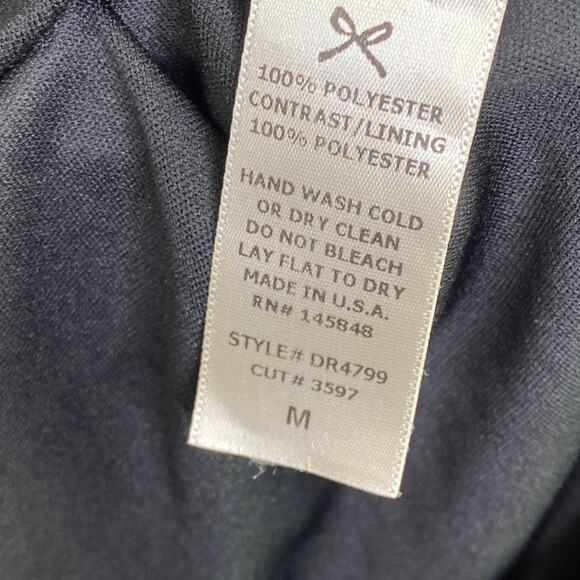 100% POLYESTER
CONTRAST/LINING
100% POLYESTER
HAND WASH COLD
OR DRY CLEAN
DO NOT BLEACH
LAY FLAT TO DRY
MADE IN U.S.A.
RN# 145848
STYLE# DR4799
CUT# 3597
M